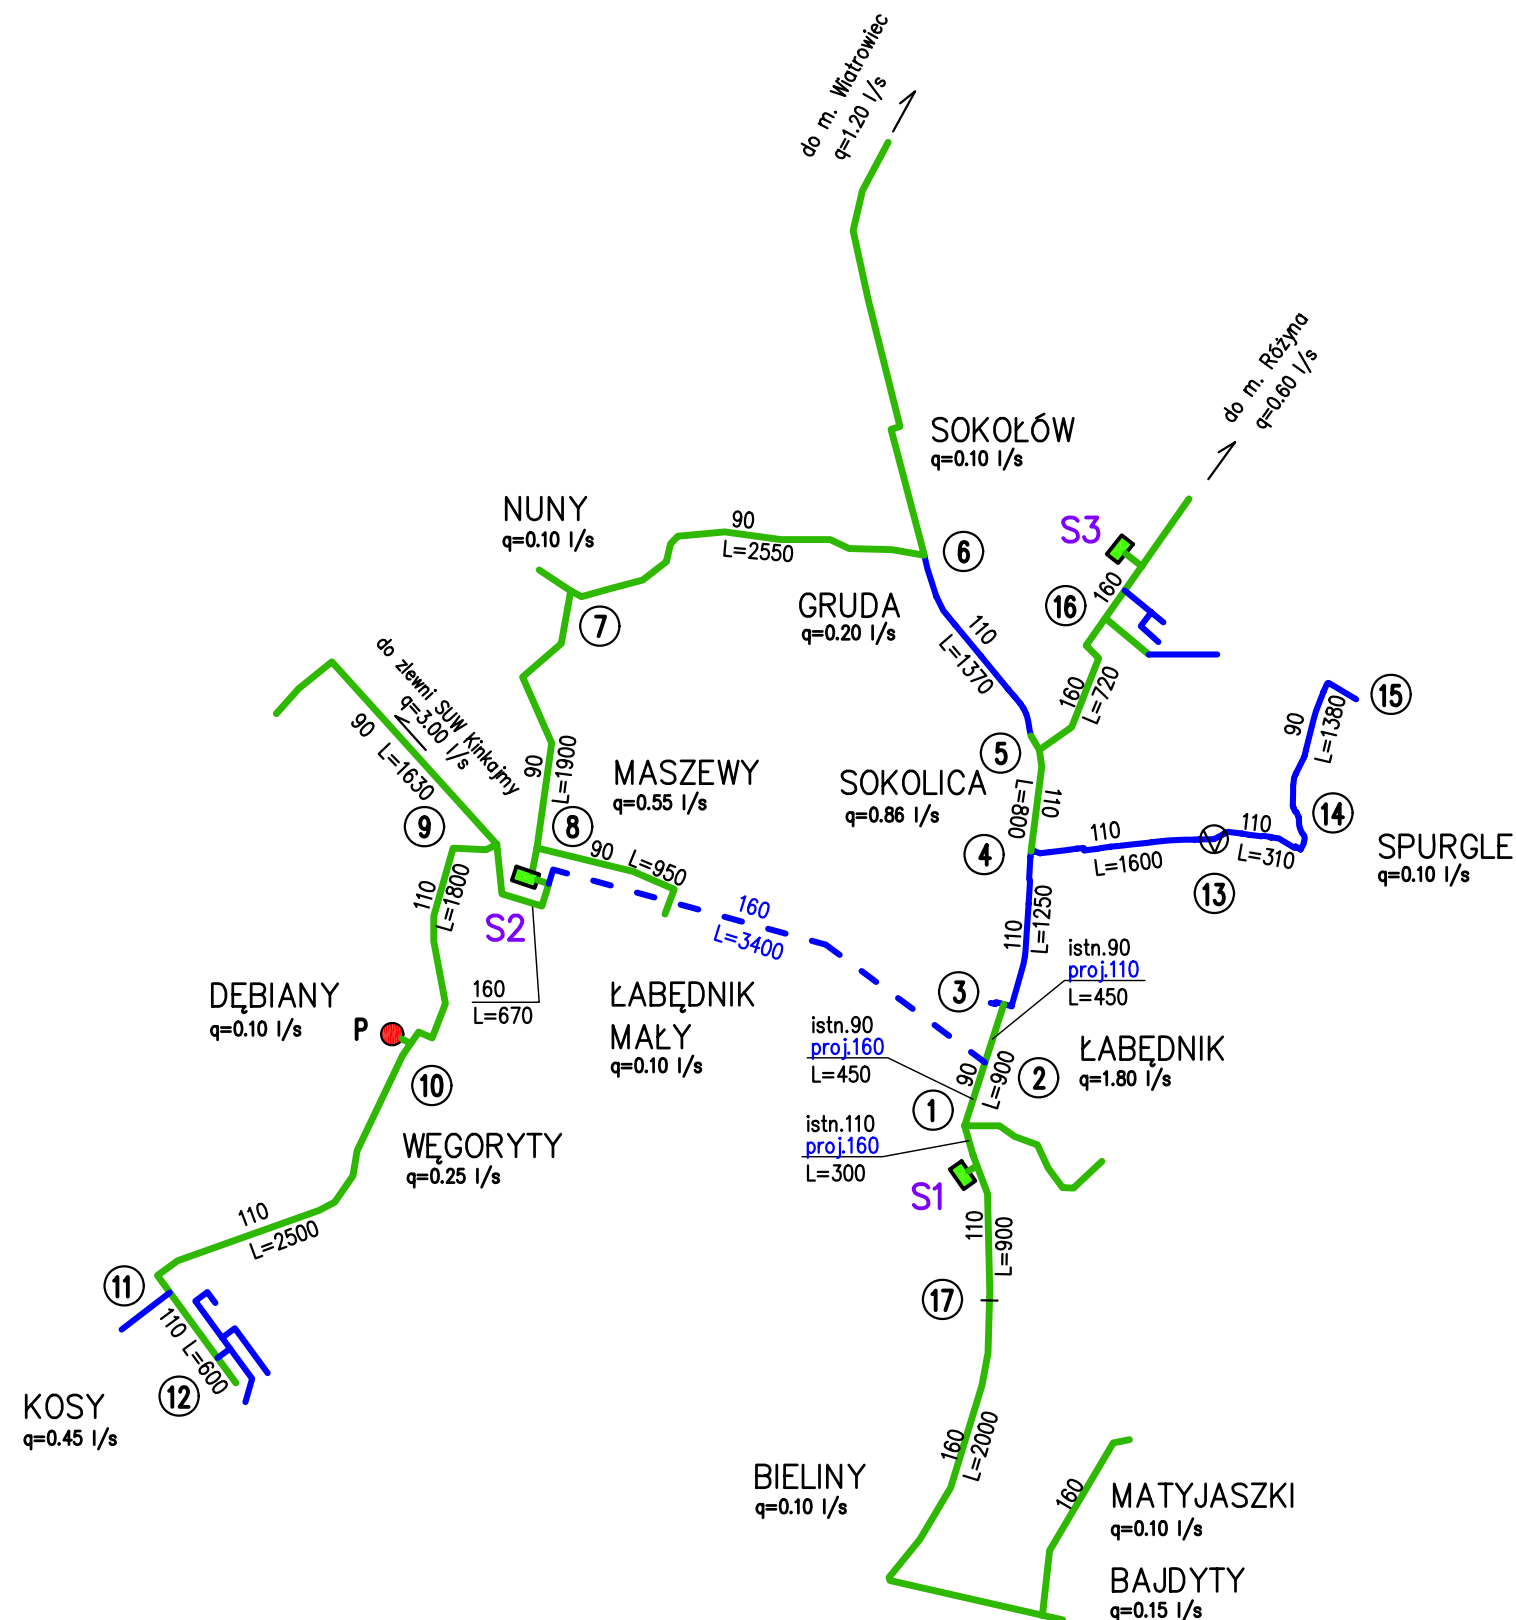 do m. Wiatrowiec
q=1.20 l/s
do m. Różyna
q=0.60 l/s
SOKOŁÓW
q=0.10 l/s
NUNY
q=0.10 l/s
90
L=2550
6
S3
16
160
7
GRUDA
q=0.20 l/s
110
L=1370
do zlewni SUW Kinkajmy
q=3.00 l/s
90
L=1630
160
L=720
15
90
L=1380
5
90
L=1900
MASZEWY
q=0.55 l/s
SOKOLICA
q=0.86 l/s
110
L=800
9
8
14
4
110
L=1600
110
L=310
13
SPURGLE
q=0.10 l/s
90
L=950
110
L=1800
S2
160
L=3400
110
L=1250
istn.90
proj.110
L=450
DĘBIANY
q=0.10 l/s
160
L=670
ŁABĘDNIK
MAŁY
q=0.10 l/s
3
P
istn.90
proj.160
L=450
90
L=900
2
ŁABĘDNIK
q=1.80 l/s
10
1
WĘGORYTY
q=0.25 l/s
istn.110
proj.160
L=300
S1
110
L=900
110
L=2500
11
17
110
L=600
12
KOSY
q=0.45 l/s
160
L=2000
BIELINY
q=0.10 l/s
160
MATYJASZKI
q=0.10 l/s
BAJDYTY
q=0.15 l/s